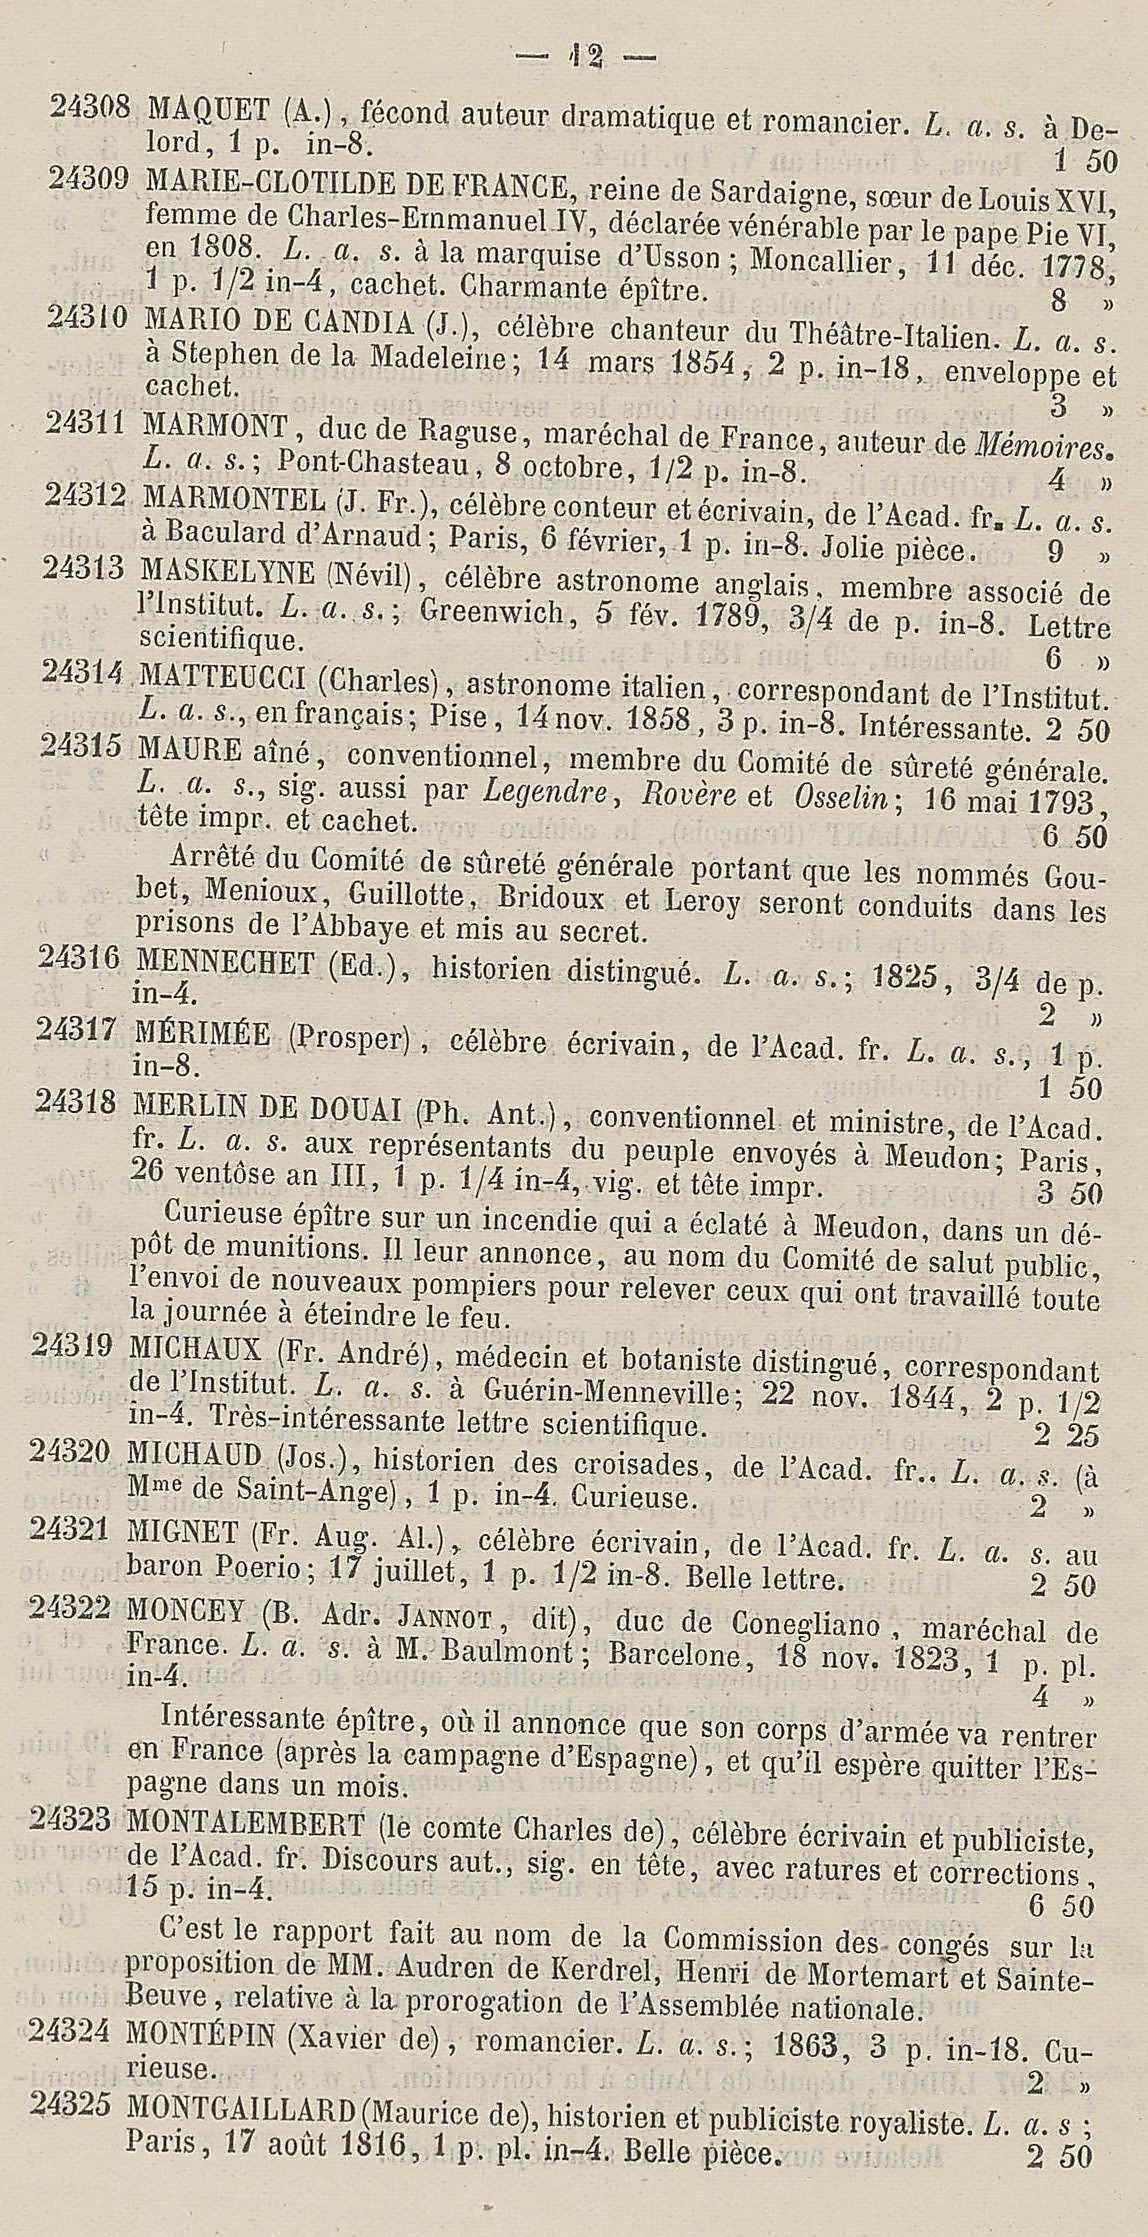 — 12 —
24308 MAQUET (A.), fécond auteur dramatique et romancier. L. a. s. à De-
lord, 1 p. in-8. 1 50
24309 MARIE-CLOTILDE DE FRANCE, reine de Sardaigne, sœur de Louis XVI,
femme de Charles-Emmanuel IV, déclarée vénérable par le pape Pie VI,
en 1808. L. a. s. à la marquise d'Usson; Moncallier, 11 déc. 1778,
1 p. 1/2 in-4, cachet. Charmante épître. 8 »
24310 MARIO DE CANDIA (J.), célèbre chanteur du Théâtre-Italien. L. a. s.
à Stephen de la Madeleine; 14 mars 1854, 2 p. in-18, enveloppe et
cachet. 3 »
24311 MARMONT, duc de Raguse, maréchal de France, auteur de Mémoires.
L. a. s.; Pont-Chasteau, 8 octobre, 1/2 p. in-8. 4 »
24312 MARMONTEL (J. Fr.), célèbre conteur et écrivain, de l'Acad. fr. L. a. s.
à Baculard d'Arnaud; Paris, 6 février, 1 p. in-8. Jolie pièce. 9 »
24313 MASKELYNE (Névil), célèbre astronome anglais, membre associé de
l'Institut. L. a. s.; Greenwich, 5 fév. 1789, 3/4 de p. in-8. Lettre
scientifique. 6 »
24314 MATTEUCCI (Charles), astronome italien, correspondant de l'Institut.
L. a. s., en français; Pise, 14 nov. 1858, 3 p. in-8. Intéressante. 2 50
24315 MAURE aîné, conventionnel, membre du Comité de sûreté générale.
L. a. s., sig. aussi par Legendre, Rovère et Osselin; 16 mai 1793,
tête impr. et cachet. 6 50
Arrêté du Comité de sûreté générale portant que les nommés Gou-
bet, Menioux, Guillotte, Bridoux et Leroy seront conduits dans les
prisons de l'Abbaye et mis au secret.
24316 MENNECHET (Ed.), historien distingué. L. a. s.; 1825, 3/4 de p.
in-4. 2 »
24317 MÉRIMÉE (Prosper), célèbre écrivain, de l'Acad. fr. L. a. s., 1 p.
in-8. 1 50
24318 MERLIN DE DOUAI (Ph. Ant.), conventionnel et ministre, de l'Acad.
fr. L. a. s. aux représentants du peuple envoyés à Meudon; Paris,
26 ventôse an III, 1 p. 1/4 in-4, vig. et tête impr. 3 50
Curieuse épître sur un incendie qui a éclaté à Meudon, dans un dé-
pôt de munitions. Il leur annonce, au nom du Comité de salut public,
l'envoi de nouveaux pompiers pour relever ceux qui ont travaillé toute
la journée à éteindre le feu.
24319 MICHAUX (Fr. André), médecin et botaniste distingué, correspondant
de l'Institut. L. a. s. à Guérin-Menneville; 22 nov. 1844, 2 p. 1/2
in-4. Très-intéressante lettre scientifique. 2 25
24320 MICHAUD (Jos.), historien des croisades, de l'Acad. fr.. L. a. s. (à
Mme de Saint-Ange), 1 p. in-4. Curieuse. 2 »
24321 MIGNET (Fr. Aug. Al.), célèbre écrivain, de l'Acad. fr. L. a. s. au
baron Poerio; 17 juillet, 1 p. 1/2 in-8. Belle lettre. 2 50
24322 MONCEY (B. Adr. JANNOT, dit), duc de Conegliano, maréchal de
France. L. a. s. à M. Baulmont; Barcelone, 18 nov. 1823, 1 p. pl.
in-4. 4 »
Intéressante épître, où il annonce que son corps d'armée va rentrer
en France (après la campagne d'Espagne), et qu'il espère quitter l'Es-
pagne dans un mois.
24323 MONTALEMBERT (le comte Charles de), célèbre écrivain et publiciste,
de l'Acad. fr. Discours aut., sig. en tête, avec ratures et corrections,
15 p. in-4. 6 50
C'est le rapport fait au nom de la Commission des congés sur la
proposition de MM. Audren de Kerdrel, Henri de Mortemart et Sainte-
Beuve, relative à la prorogation de l'Assemblée nationale.
24324 MONTÉPIN (Xavier de), romancier. L. a. s.; 1863, 3 p. in-18. Cu-
rieuse. 2 »
24325 MONTGAILLARD (Maurice de), historien et publiciste royaliste. L. a. s ;
Paris, 17 août 1816, 1 p. pl. in-4. Belle pièce. 2 50